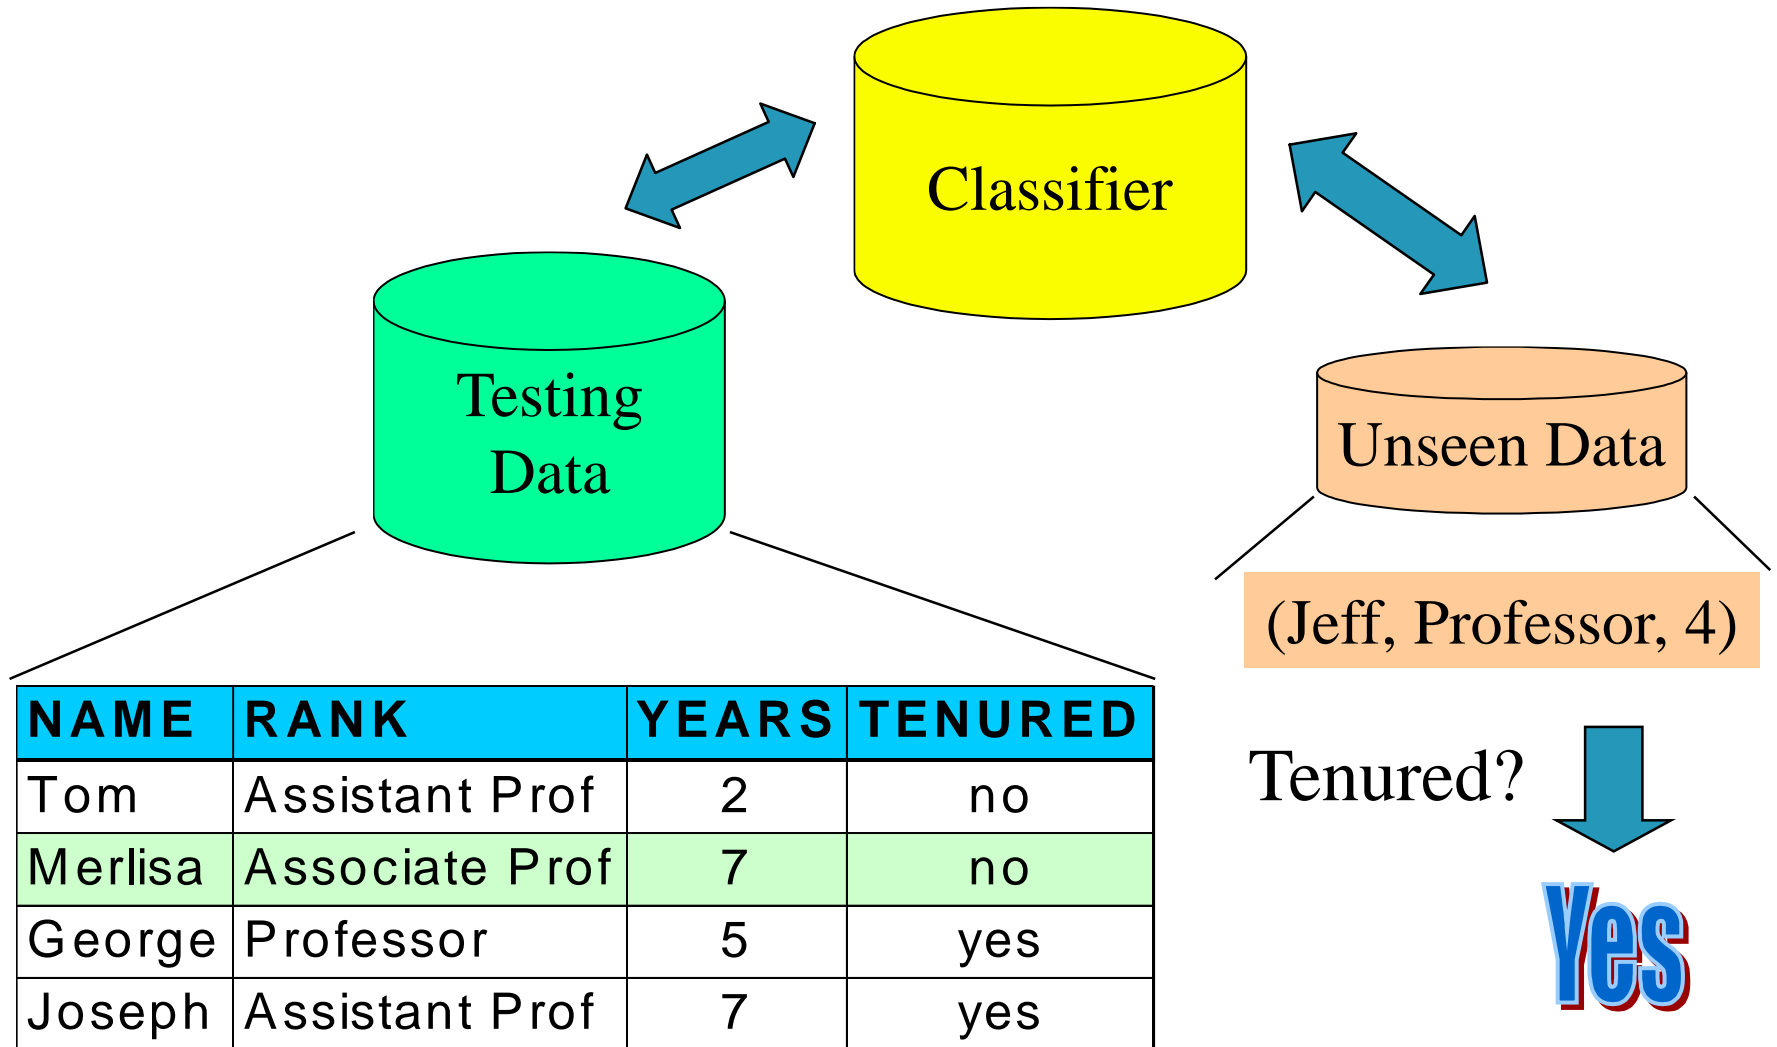 Classifier
Testing
Data
Unseen Data
(Jeff, Professor, 4)
NAME RANK YEARS TENURED
Tom Assistant Prof 2 no
Merlisa Associate Prof 7 no
George Professor 5 yes
Joseph Assistant Prof 7 yes
Tenured?
Yes